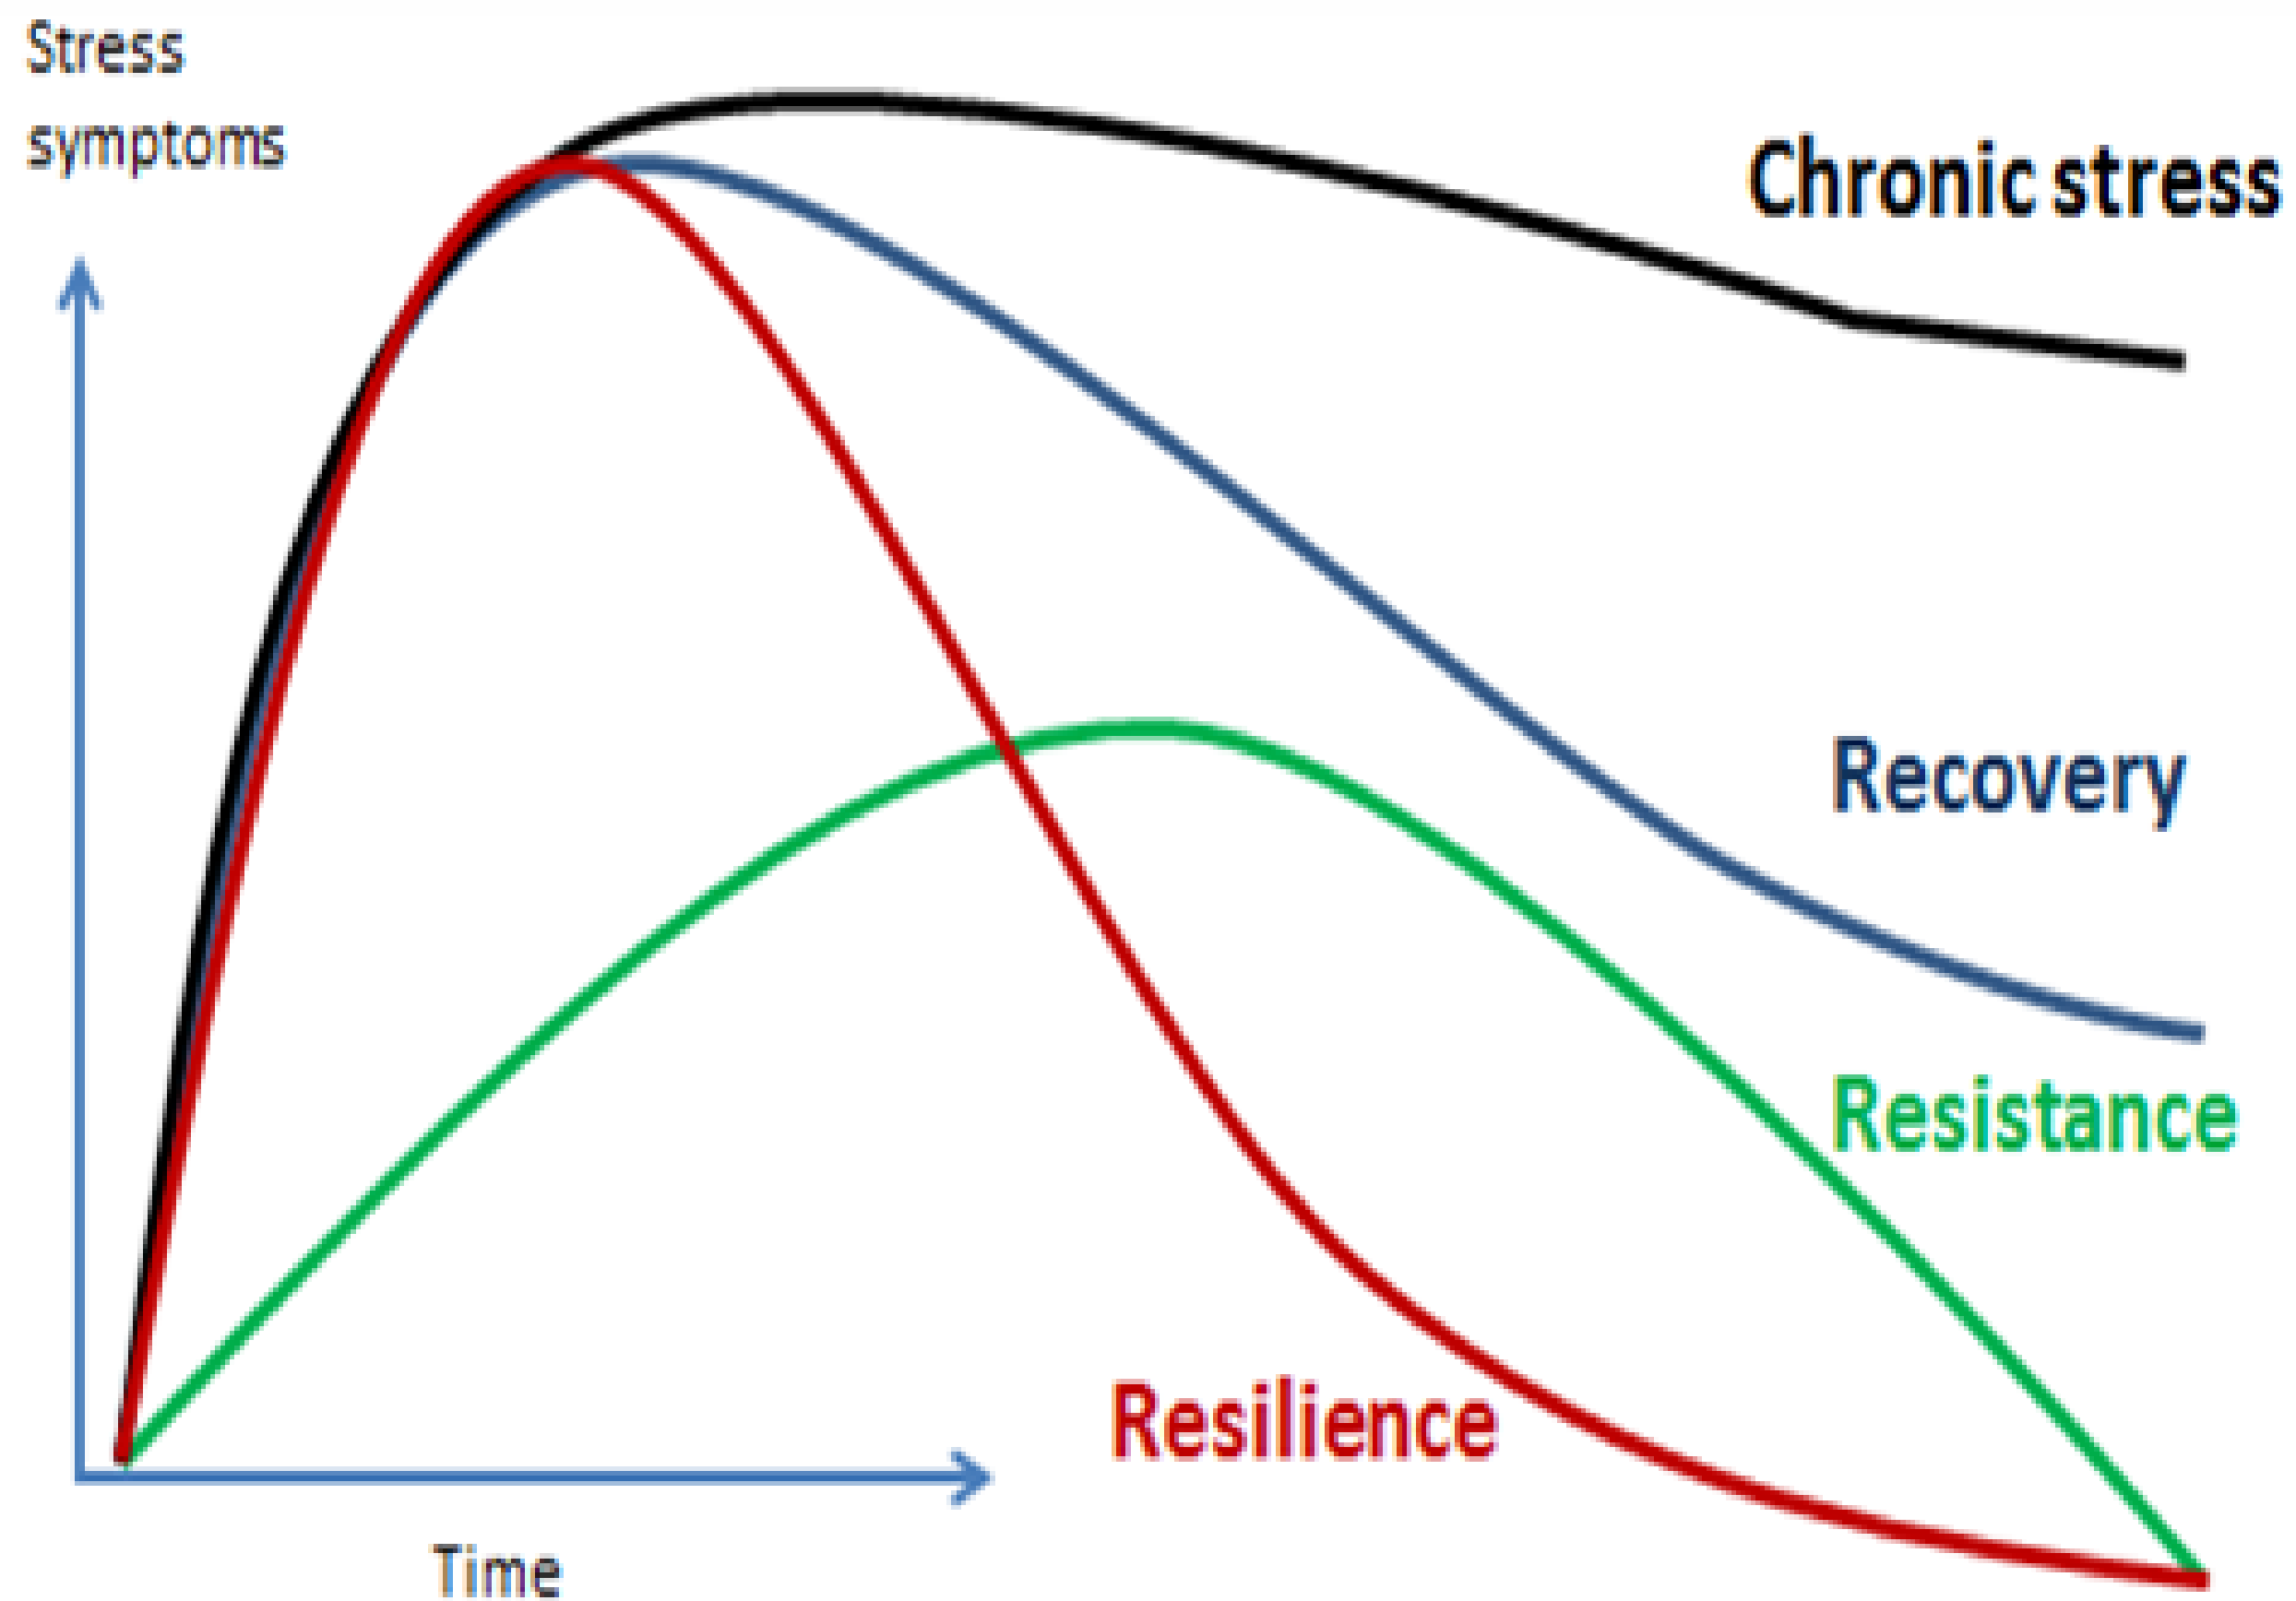 Stress
symptoms
Chronic stress
Recovery
Resistance
Resilience
Time